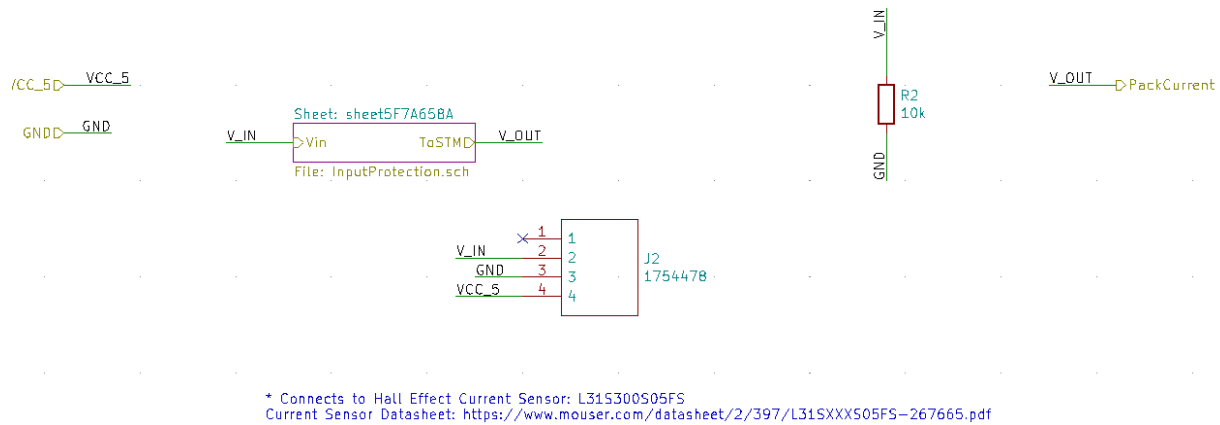 V_IN
VCC_5 VCC_5
V_OUT PackCurrent
R2
10k
Sheet: sheet5F7A658A
GND GND
V_IN Vin ToSTM V_OUT
File: InputProtection.sch
GND
1 1
V_IN 2 2
GND 3 3
VCC_5 4 4
J2
1754478
* Connects to Hall Effect Current Sensor: L31S300S05FS
Current Sensor Datasheet: https://www.mouser.com/datasheet/2/397/L31SXXXS05FS-267665.pdf